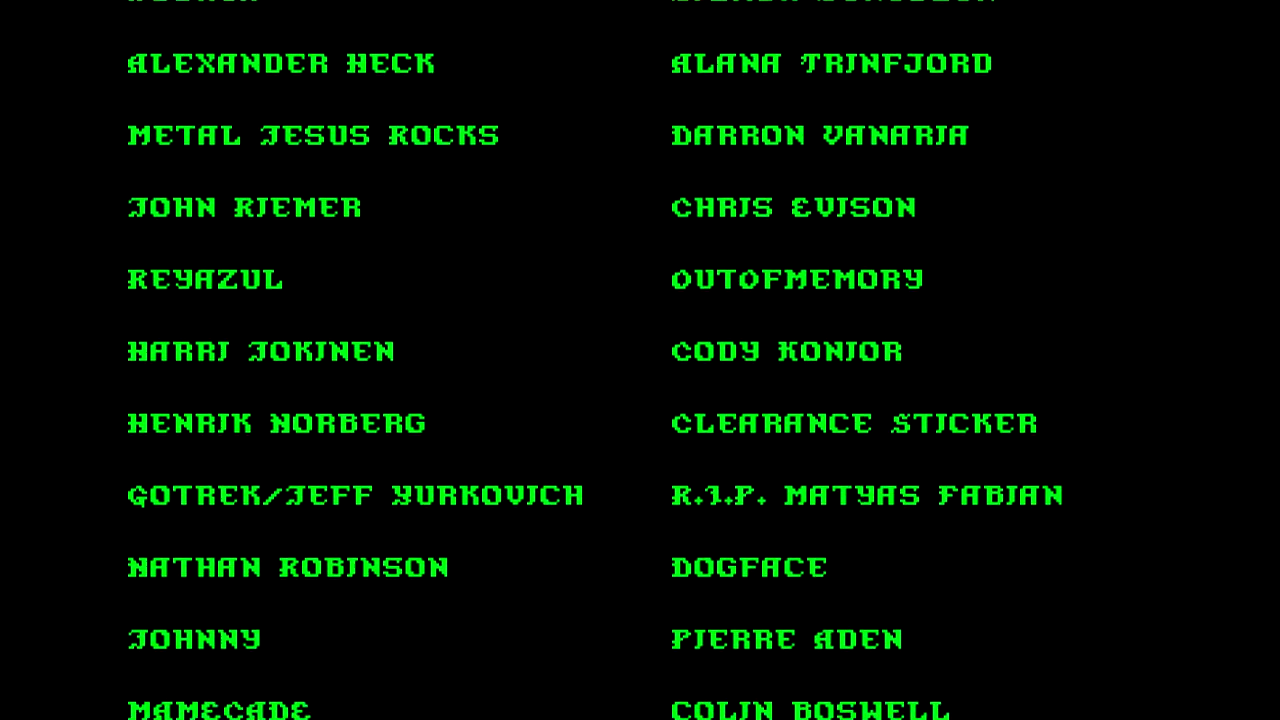 ALEXANDER HECK
ALANA TRINFJORD
METAL JESUS ROCKS
DARRON VANARIA
JOHN RIEMER
CHRIS EVISON
REYAZUL
OUTOFMEMORY
HARRI JOKINEN
CODY KONIOR
HENRIK NORBERG
CLEARANCE STICKER
GOTREK/JEFF YURKOVICH
R.I.P. MATYAS FABIAN
NATHAN ROBINSON
DOGFACE
JOHNNY
PIERRE ADEN
MAMECADE
COLIN BOSWELL